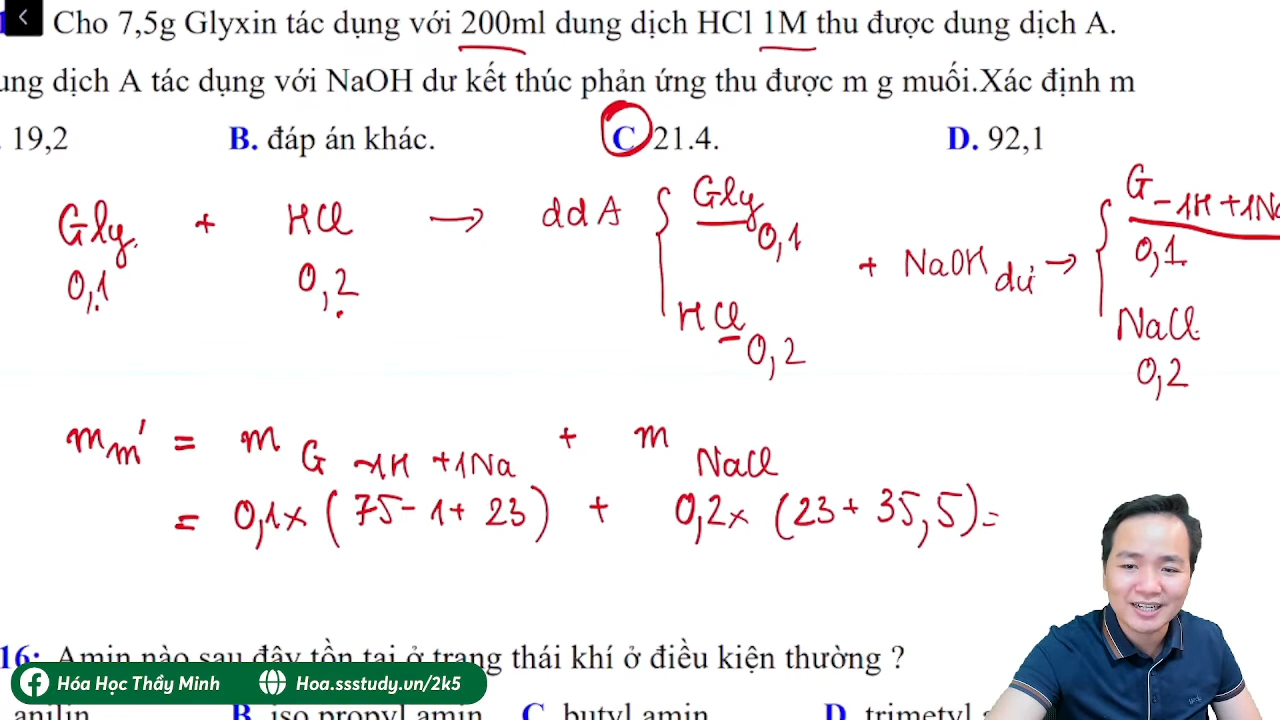 Cho 7,5g Glyxin tác dụng với 200ml dung dịch HCl 1M thu được dung dịch A.
dịch A tác dụng với NaOH dư kết thúc phản ứng thu được m g muối.Xác định m
19,2 B. đáp án khác. C 21.4. D. 92,1
Gly + HCl → ddA { Gly 0,1 HCl 0,2 + NaOH dư → { G -1H +1Na 0,1 NaCl 0,2
0,1 0,2
m m' = m G -1H +1Na + m NaCl
= 0,1 x (75 - 1 + 23) + 0,2 x (23 + 35,5) =
16: Amin nào sau đây tồn tại ở trạng thái khí ở điều kiện thường ?
anilin B iso propyl amin C butyl amin D trimetyl
Hóa Học Thầy Minh Hoa.ssstudy.vn/2k5